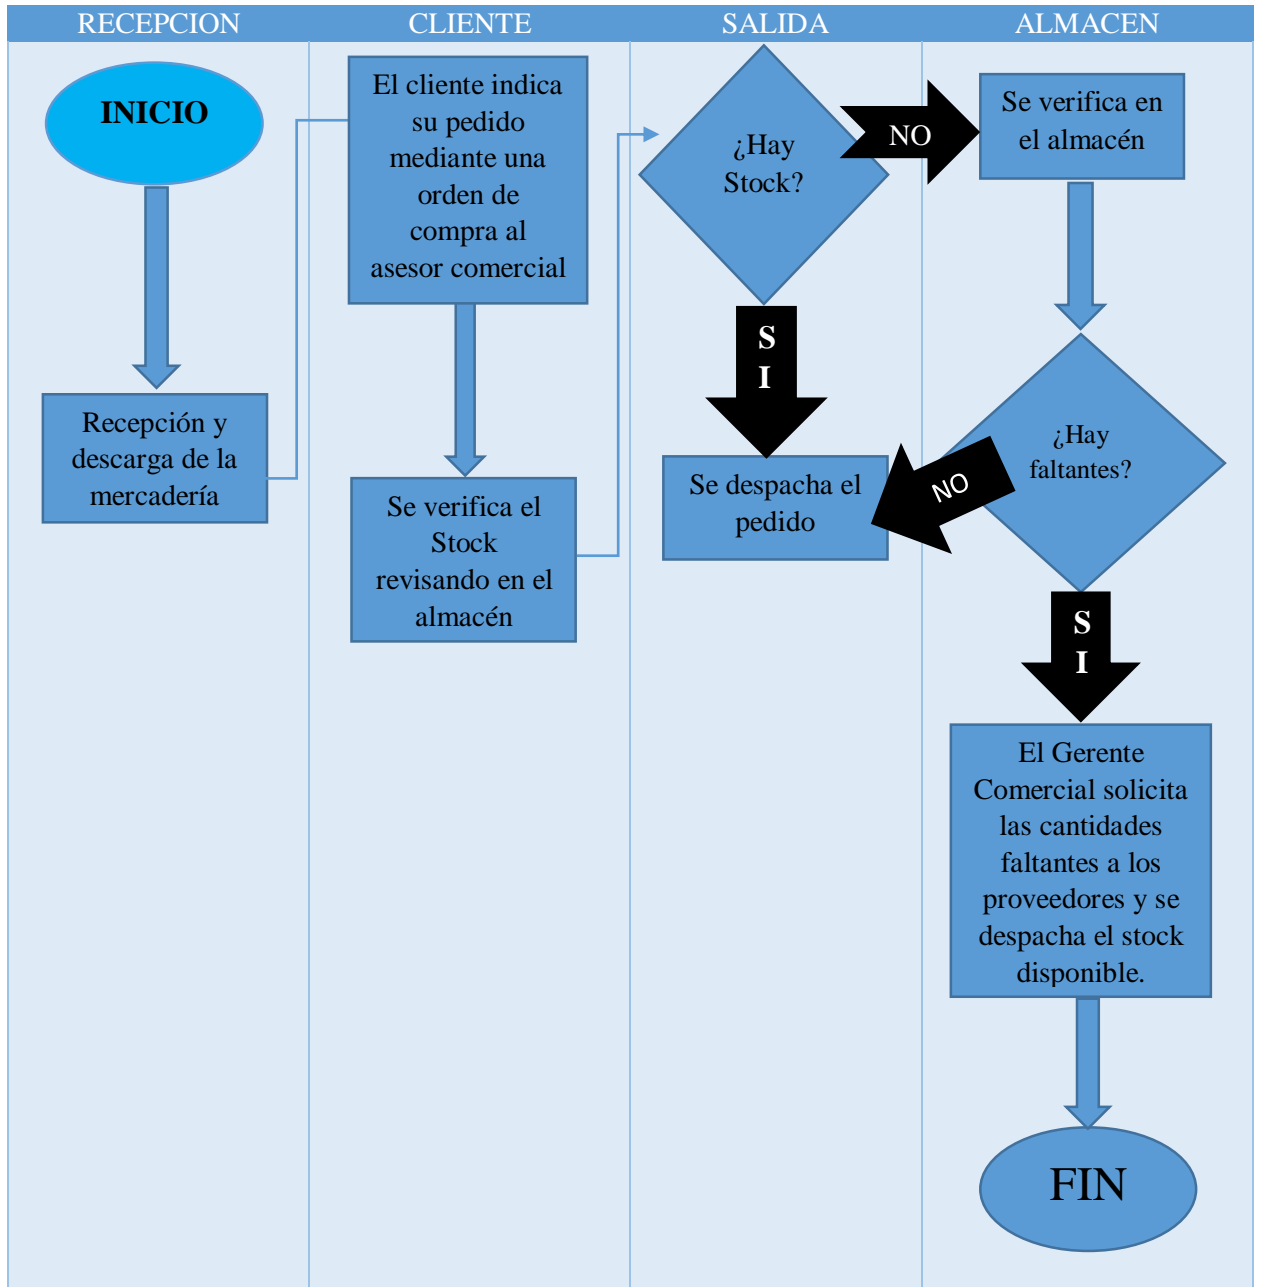 RECEPCION
CLIENTE
SALIDA
ALMACEN
INICIO
Recepción y
descarga de la
mercadería
El cliente indica
su pedido
mediante una
orden de
compra al
asesor comercial
Se verifica el
Stock
revisando en el
almacén
¿Hay
Stock?
NO
S
I
Se despacha el
pedido
Se verifica en
el almacén
¿Hay
faltantes?
NO
S
I
El Gerente
Comercial solicita
las cantidades
faltantes a los
proveedores y se
despacha el stock
disponible.
FIN